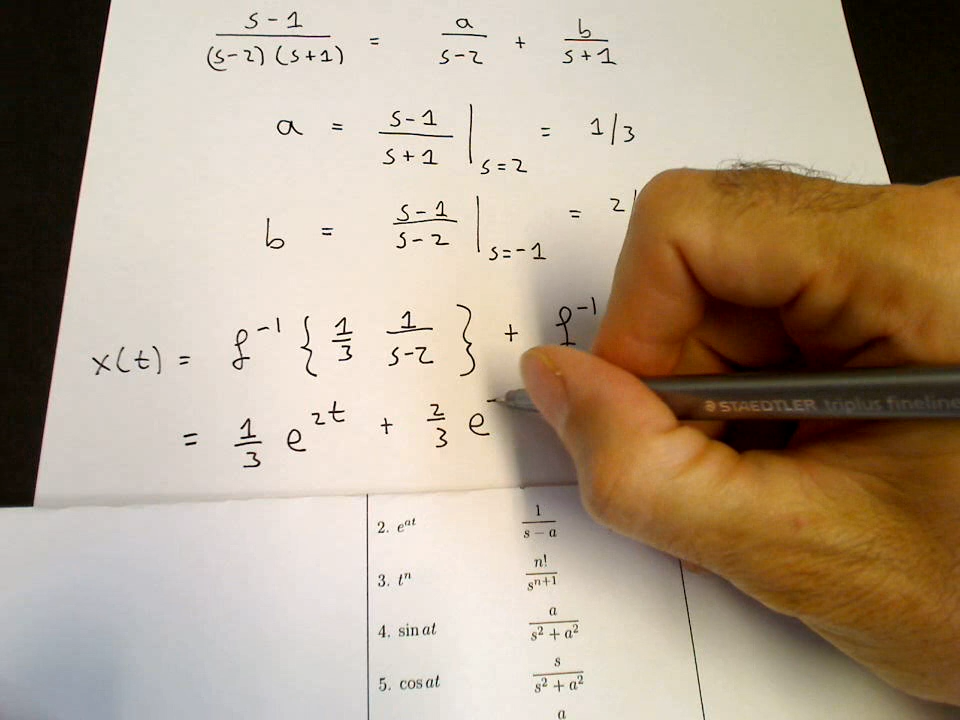 s-1 / (s-2)(s+1) = a / s-2 + b / s+1
a = s-1 / s+1 | s=2 = 1/3
b = s-1 / s-2 | s=-1 = 2/
x(t) = ℒ⁻¹ { 1/3 1 / s-2 } + ℒ⁻¹
= 1/3 e^2t + 2/3 e^-
STAEDTLER triplus fineline
2. e^at 1 / s − a
3. t^n n! / s^n+1
4. sin at a / s² + a²
5. cos at s / s² + a²
a